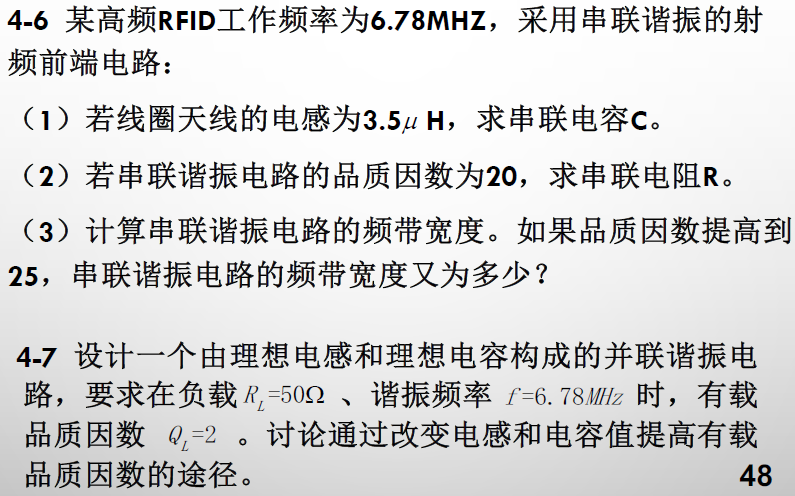 4-6 某高频RFID工作频率为6.78MHZ，采用串联谐振的射
频前端电路：
（1）若线圈天线的电感为3.5μH，求串联电容C。
（2）若串联谐振电路的品质因数为20，求串联电阻R。
（3）计算串联谐振电路的频带宽度。如果品质因数提高到
25，串联谐振电路的频带宽度又为多少？
4-7 设计一个由理想电感和理想电容构成的并联谐振电
路，要求在负载 R_L=50Ω 、谐振频率 f=6.78MHz 时，有载
品质因数 Q_L=2 。讨论通过改变电感和电容值提高有载
品质因数的途径。
48